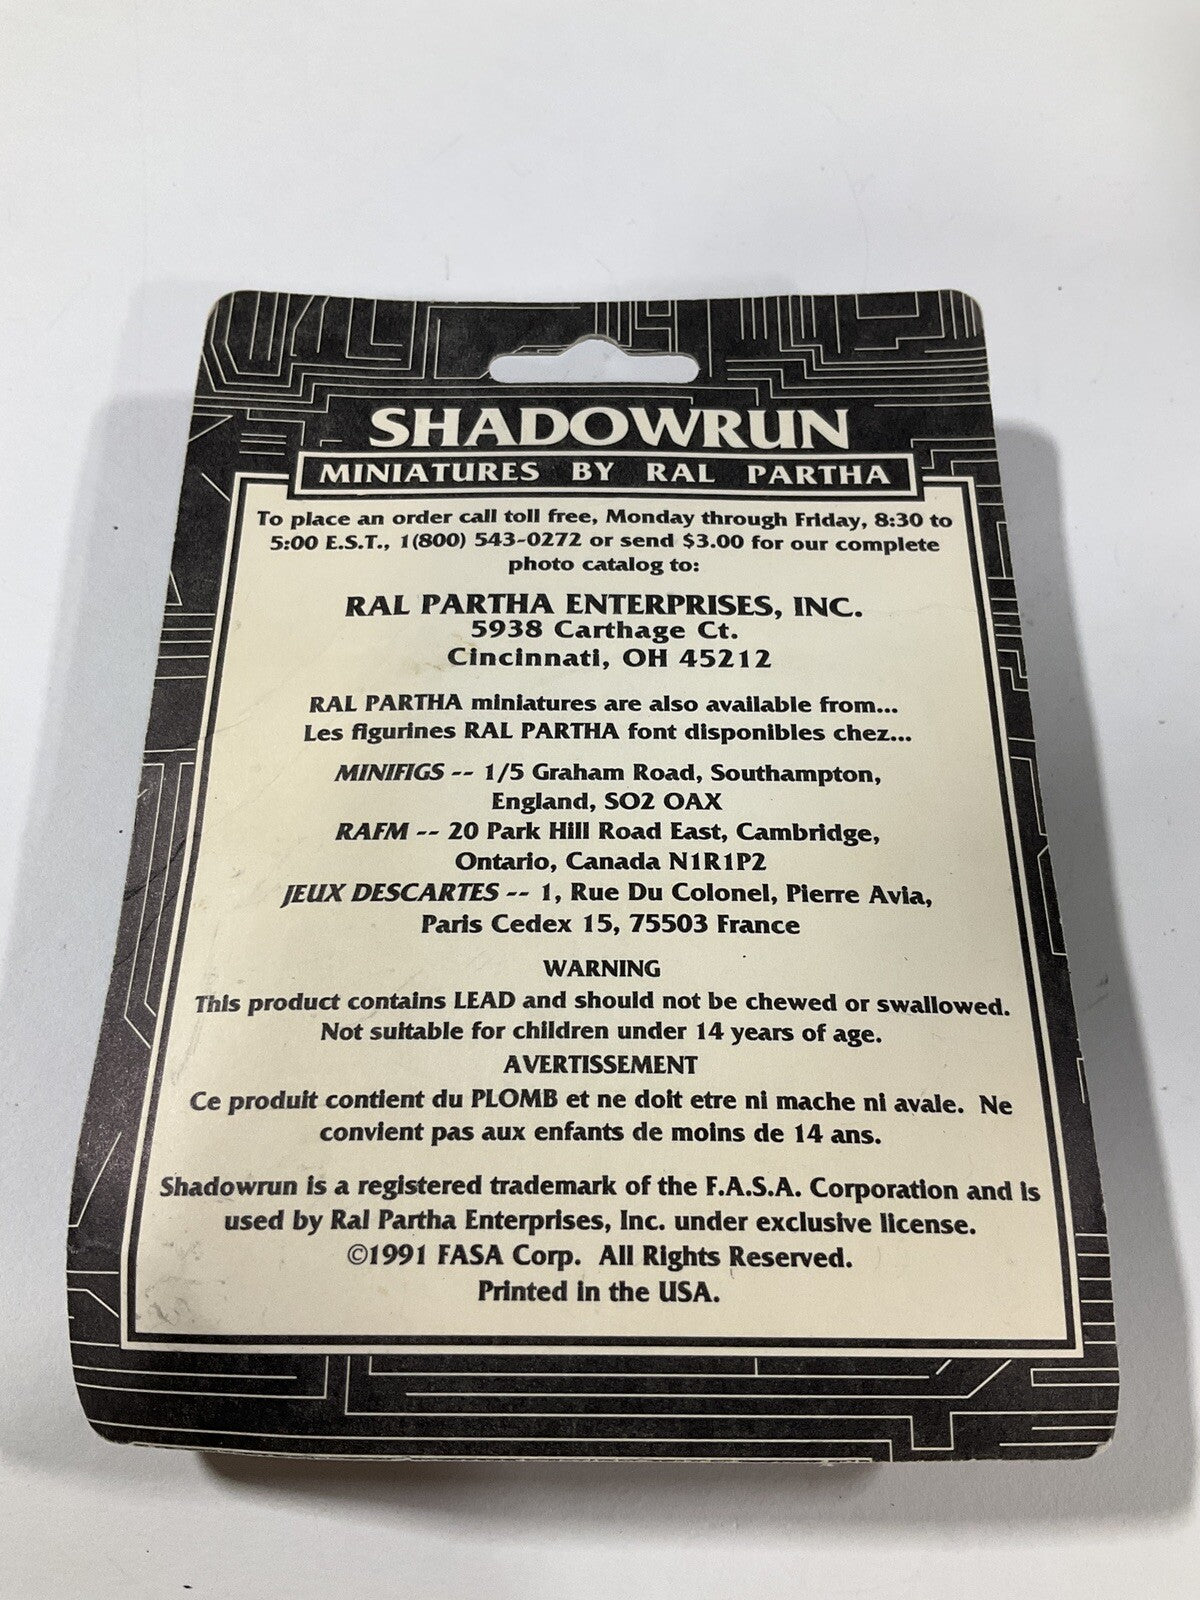 SHADOWRUN
MINIATURES BY RAL PARTHA
To place an order call toll free, Monday through Friday, 8:30 to
5:00 E.S.T., 1(800) 543-0272 or send $3.00 for our complete
photo catalog to:
RAL PARTHA ENTERPRISES, INC.
5938 Carthage Ct.
Cincinnati, OH 45212
RAL PARTHA miniatures are also available from...
Les figurines RAL PARTHA font disponibles chez...
MINIFIGS -- 1/5 Graham Road, Southampton,
England, SO2 OAX
RAFM -- 20 Park Hill Road East, Cambridge,
Ontario, Canada N1R1P2
JEUX DESCARTES -- 1, Rue Du Colonel, Pierre Avia,
Paris Cedex 15, 75503 France
WARNING
This product contains LEAD and should not be chewed or swallowed.
Not suitable for children under 14 years of age.
AVERTISSEMENT
Ce produit contient du PLOMB et ne doit etre ni mache ni avale. Ne
convient pas aux enfants de moins de 14 ans.
Shadowrun is a registered trademark of the F.A.S.A. Corporation and is
used by Ral Partha Enterprises, Inc. under exclusive license.
©1991 FASA Corp. All Rights Reserved.
Printed in the USA.